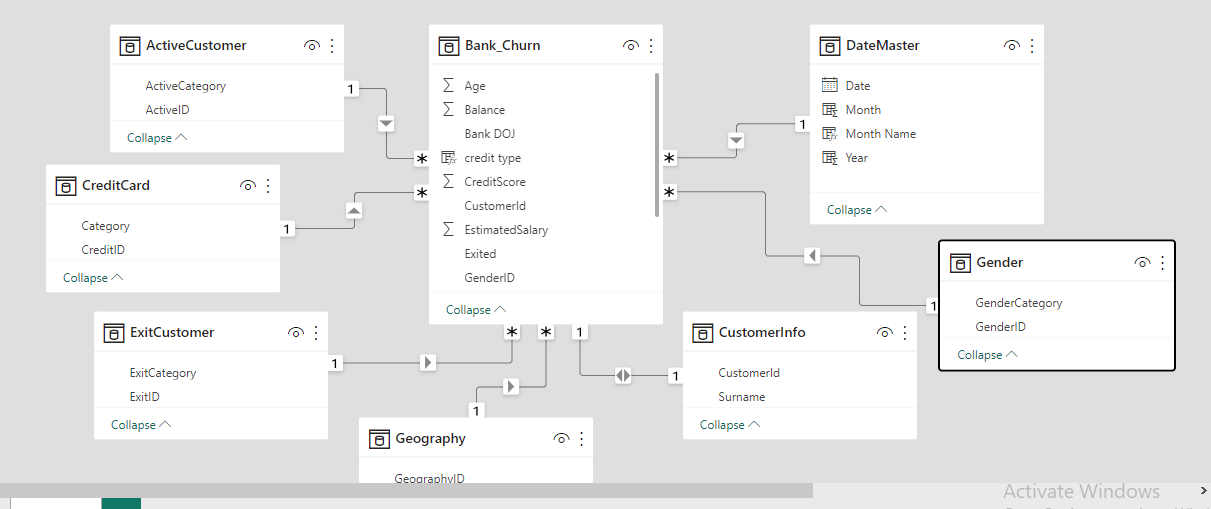 ActiveCustomer
ActiveCategory
ActiveID
Collapse
1
*
Bank_Churn
Age
Balance
Bank DOJ
credit type
CreditScore
CustomerId
EstimatedSalary
Exited
GenderID
Collapse
DateMaster
Date
Month
Month Name
Year
Collapse
1
*
CreditCard
Category
CreditID
Collapse
1
*
*
Gender
GenderCategory
GenderID
Collapse
1
ExitCustomer
ExitCategory
ExitID
Collapse
1
*
*
1
CustomerInfo
CustomerId
Surname
Collapse
1
1
Geography
GeographyID
Activate Windows